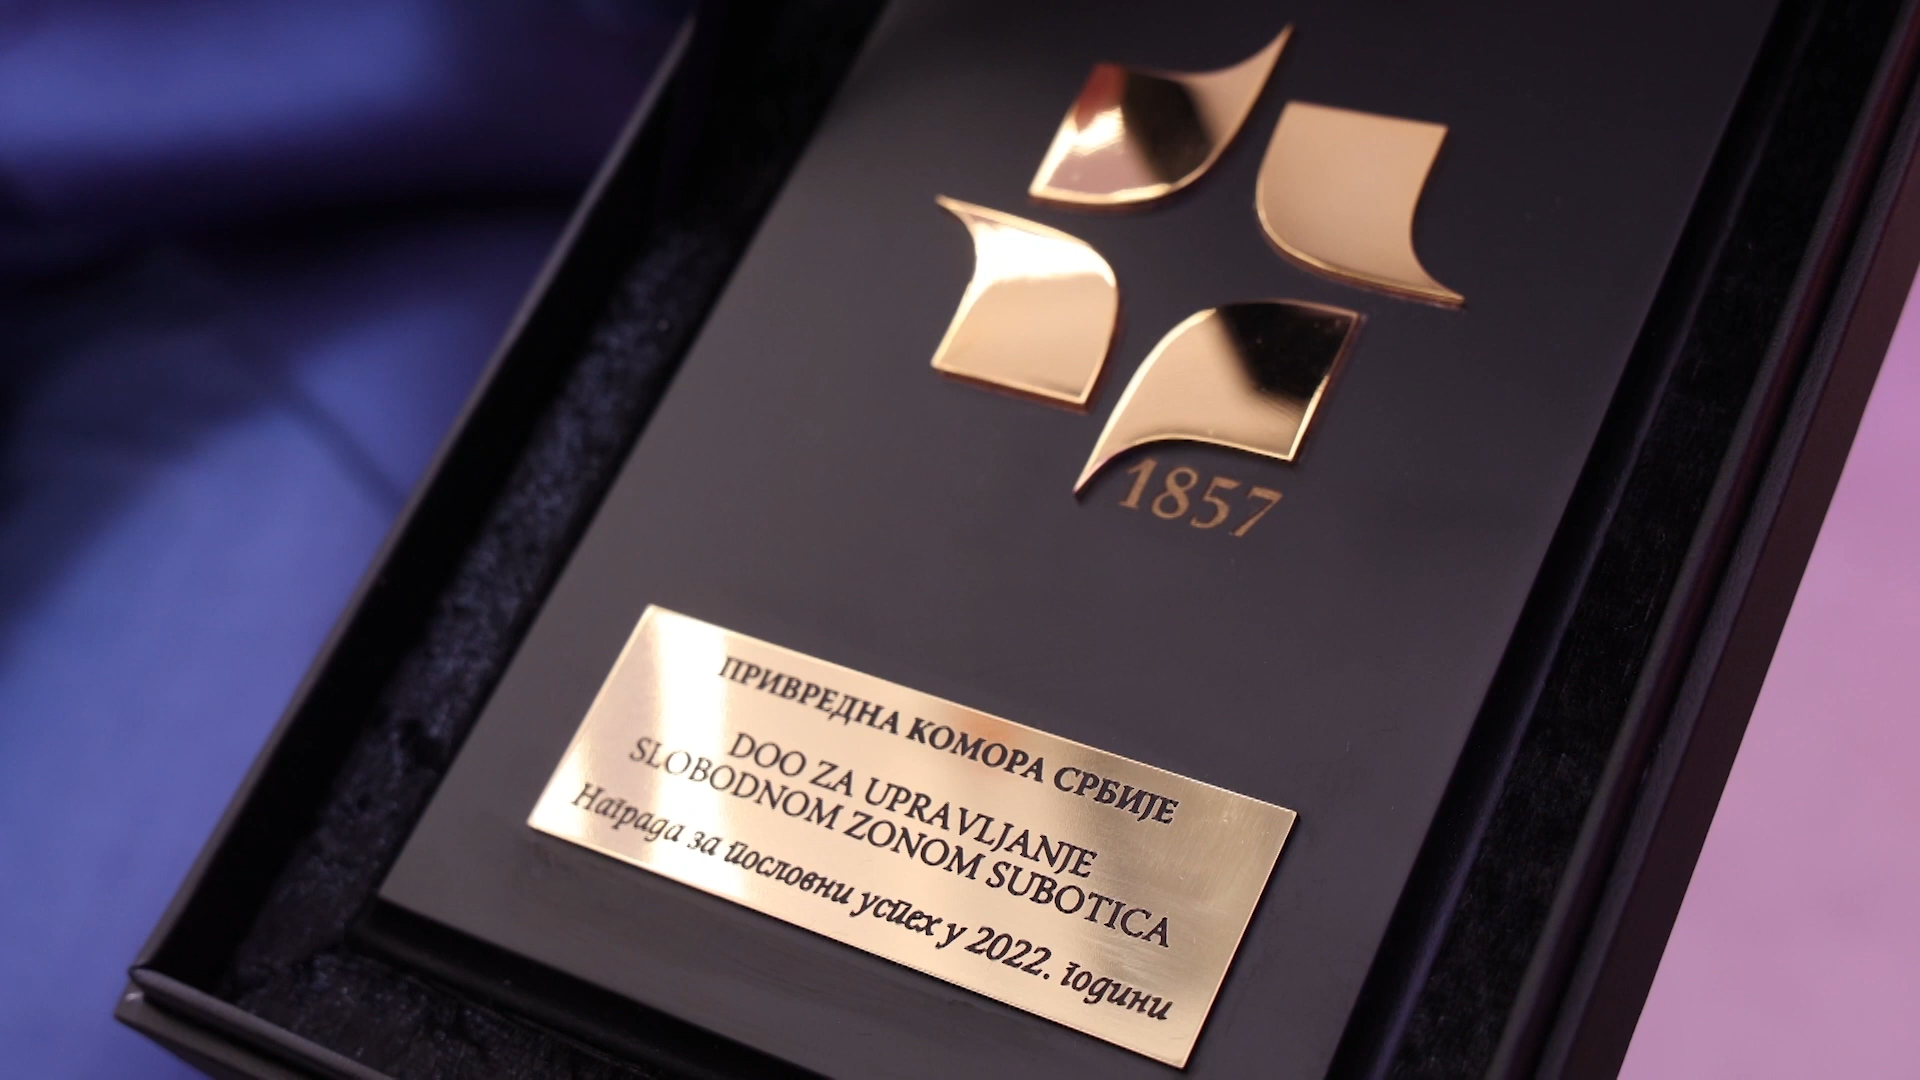 1857
ПРИВРЕДНА КОМОРА СРБИЈЕ
DOO ZA UPRAVLJANJE
SLOBODNOM ZONOM SUBOTICA
Награда за пословни успех у 2022. години